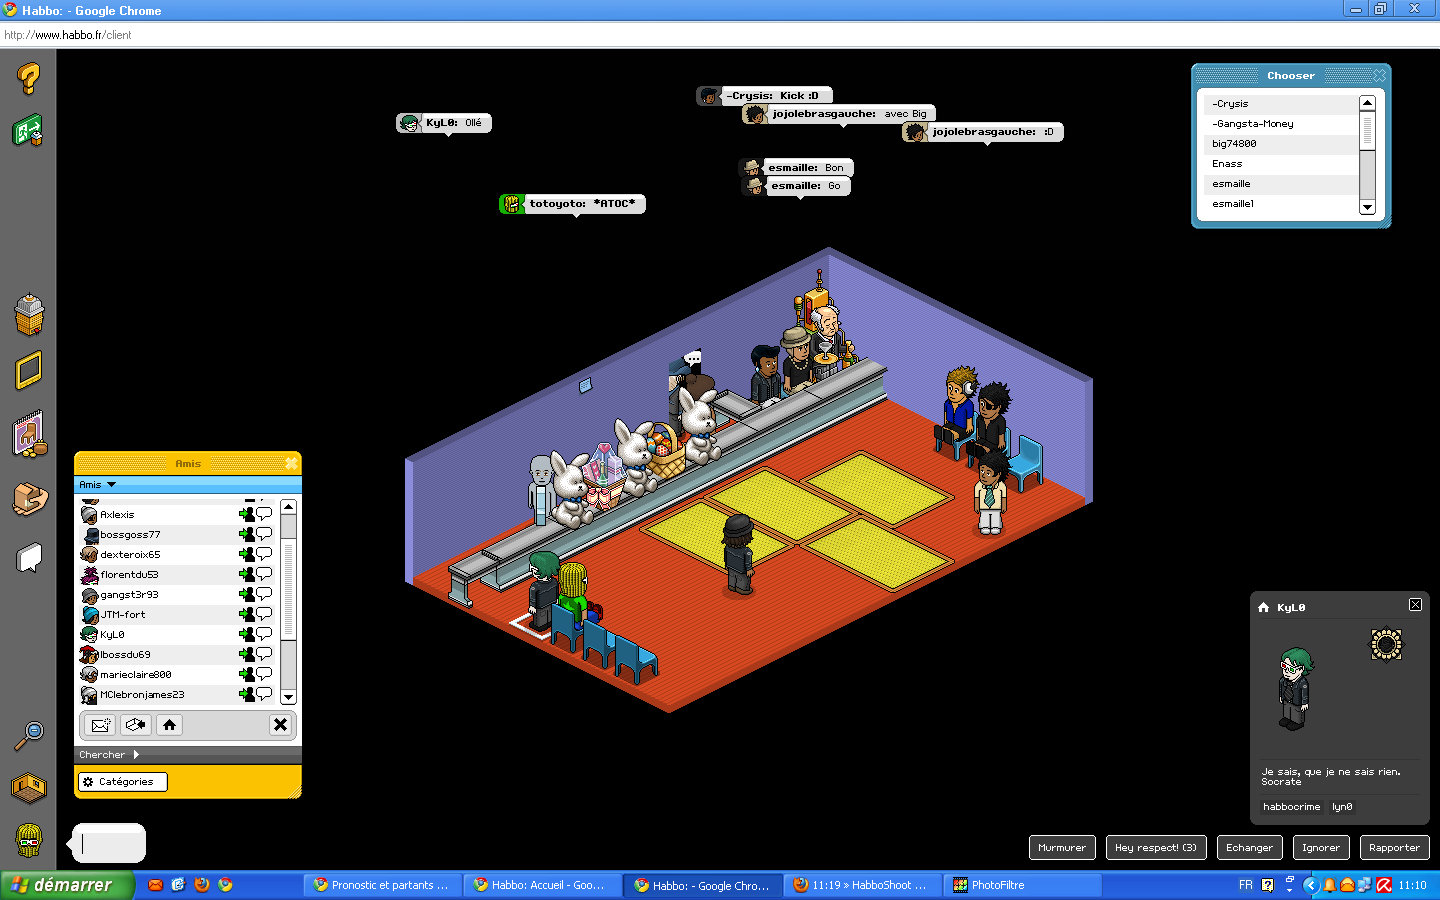 Habbo: - Google Chrome
http://www.habbo.fr/client
Chooser
-Crysis
-Gangsta-Money
big74800
Enass
esmaille
esmaille1
-Crysis: Kick :D
jojolebrasgauche: avec Big
KyL0: Ollé
jojolebrasgauche: :D
esmaille: Bon
esmaille: Go
totoyoto: *ATOC*
Amis
Amis
Axlexis
bossgoss77
dexteroix65
florentdu53
gangst3r93
JTM-fort
KyL0
lbossdu69
marieclaire800
MClebronjames23
Chercher
Catégories
KyL0
Je sais, que je ne sais rien.
Socrate
habbocrime lyn0
Murmurer Hey respect! (3) Echanger Ignorer Rapporter
démarrer
Pronostic et partants ...
Habbo: Accueil - Goo...
Habbo: - Google Chro...
11:19 » HabboShoot ...
PhotoFiltre
FR
11:10